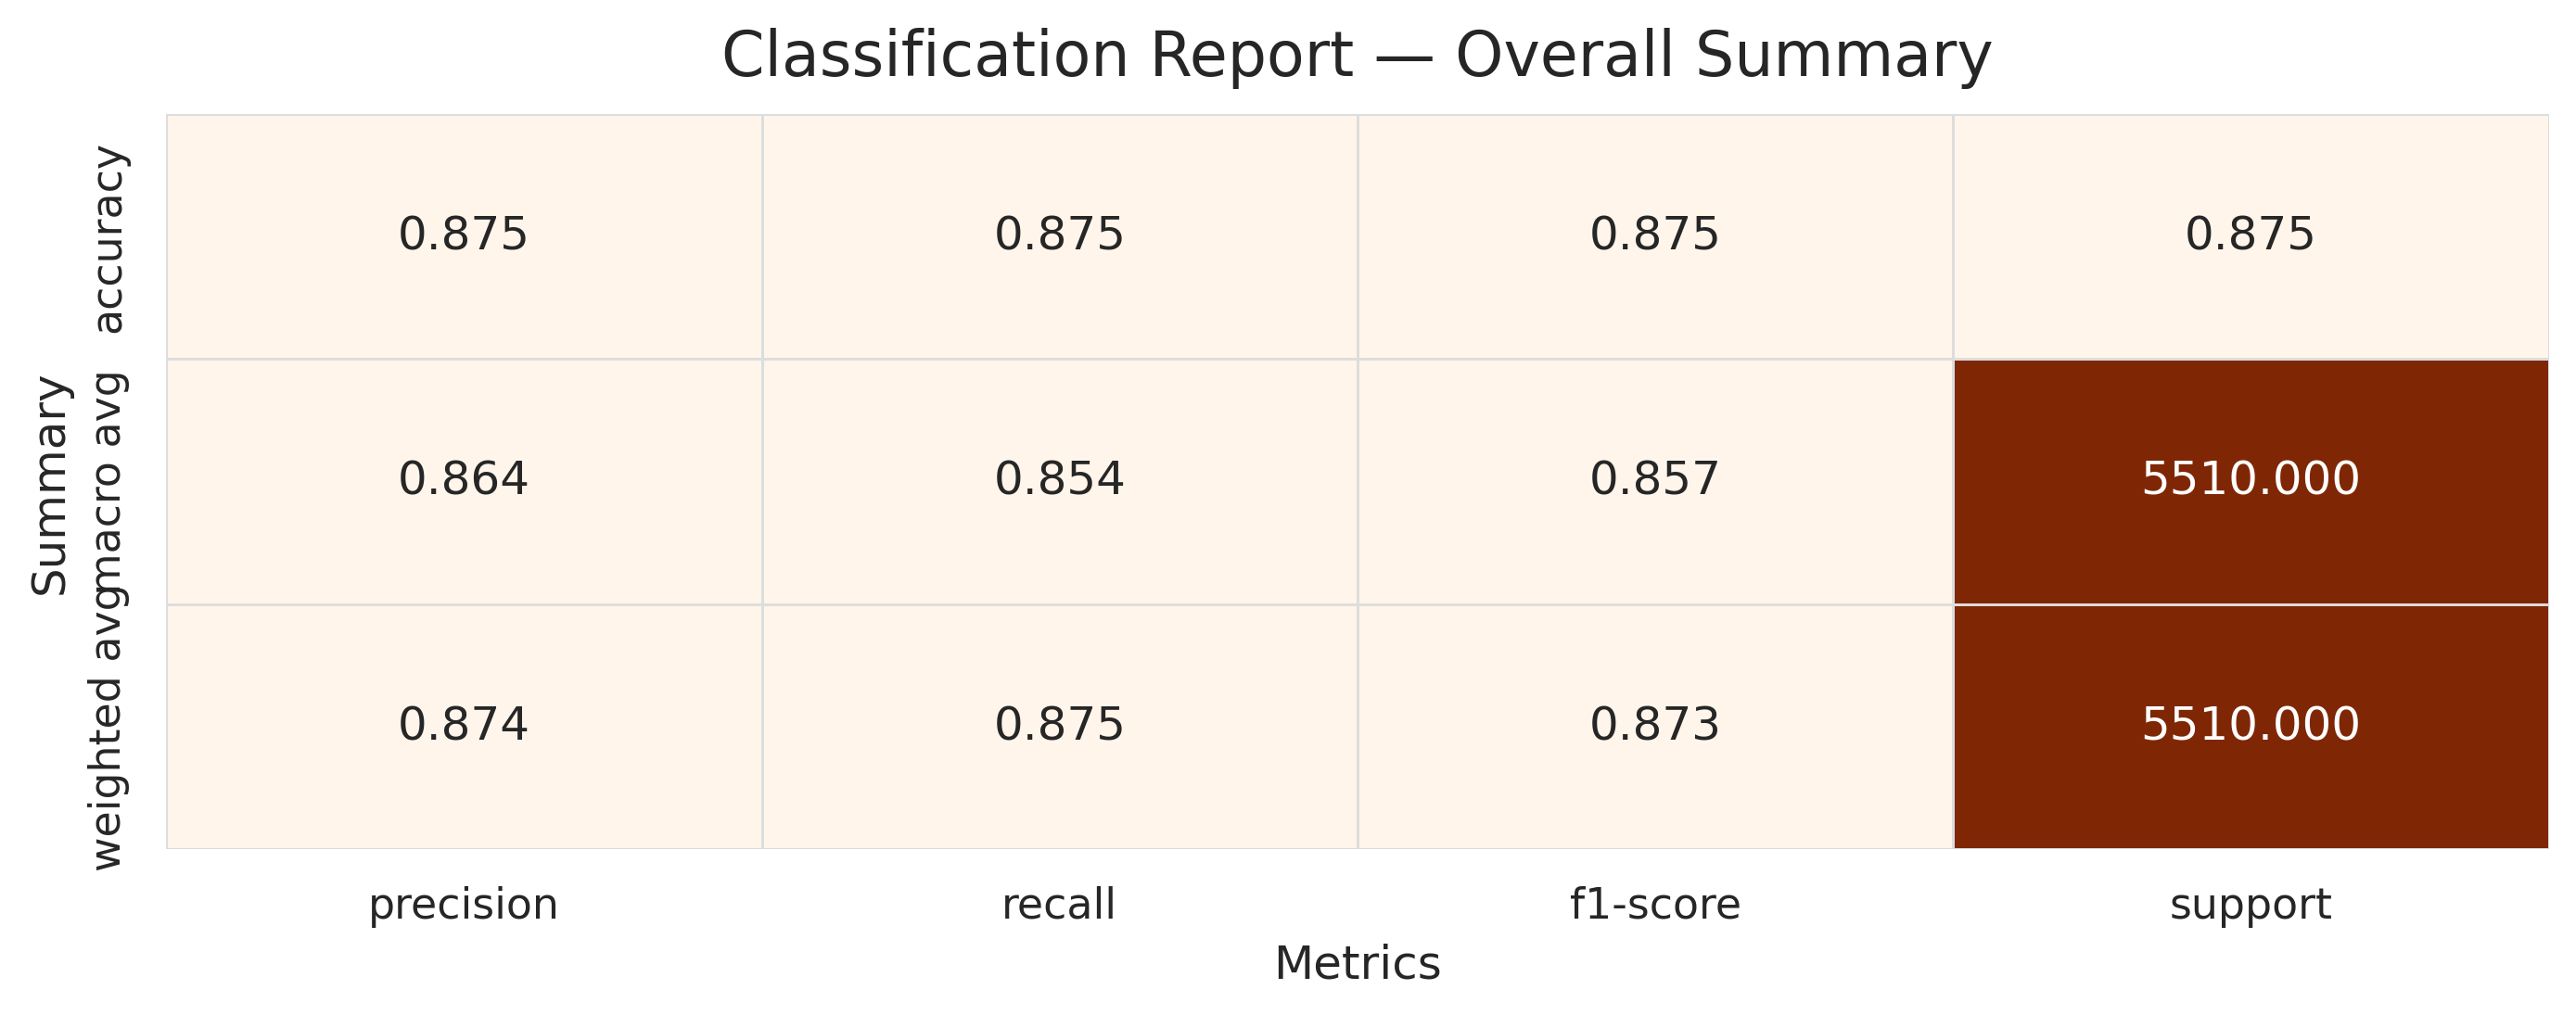 Classification Report — Overall Summary
Summary
accuracy 0.875 0.875 0.875 0.875
macro avg 0.864 0.854 0.857 5510.000
weighted avg 0.874 0.875 0.873 5510.000
precision recall f1-score support
Metrics